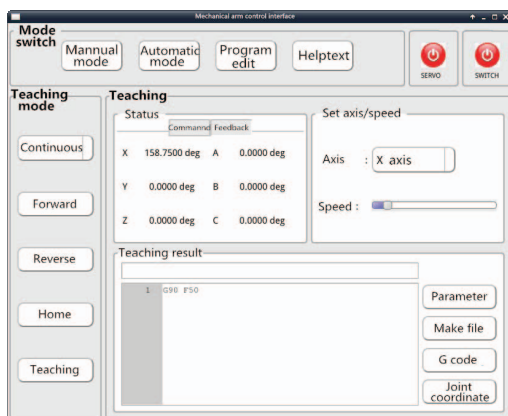 Mechanical arm control interface
Mode
switch
Mannual
mode
Automatic
mode
Program
edit
Helptext
SERVO
SWITCH
Teaching
mode
Continuous
Forward
Reverse
Home
Teaching
Teaching
Status
Commannd Feedback
X 158.7500 deg A 0.0000 deg
Y 0.0000 deg B 0.0000 deg
Z 0.0000 deg C 0.0000 deg
Set axis/speed
Axis : X axis
Speed :
Teaching result
1 G90 F50
Parameter
Make file
G code
Joint
coordinate